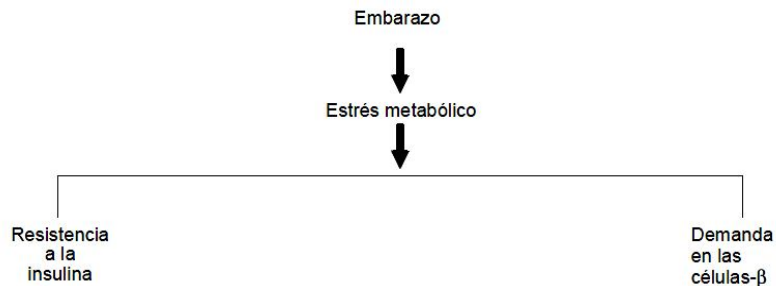 Embarazo
Estrés metabólico
Resistencia
a la
insulina
Demanda
en las
células-β